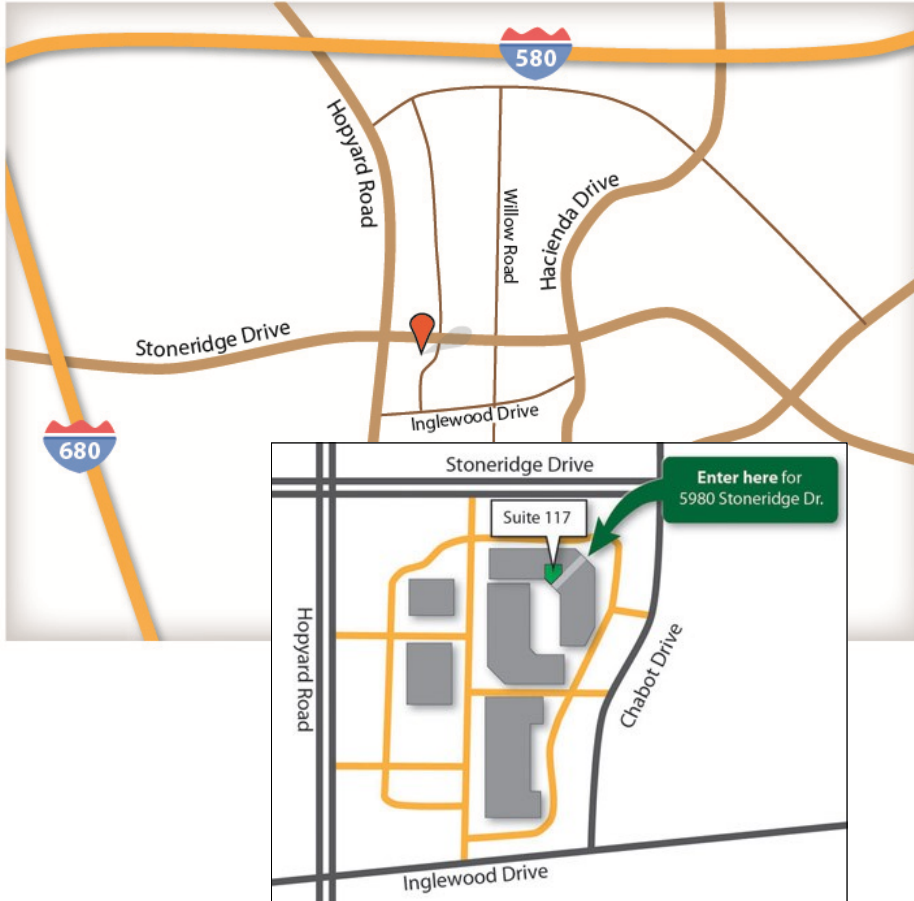 580
Hopyard Road
Willow Road
Hacienda Drive
Stoneridge Drive
Inglewood Drive
680
Stoneridge Drive
Enter here for
5980 Stoneridge Dr.
Suite 117
Hopyard Road
Chabot Drive
Inglewood Drive